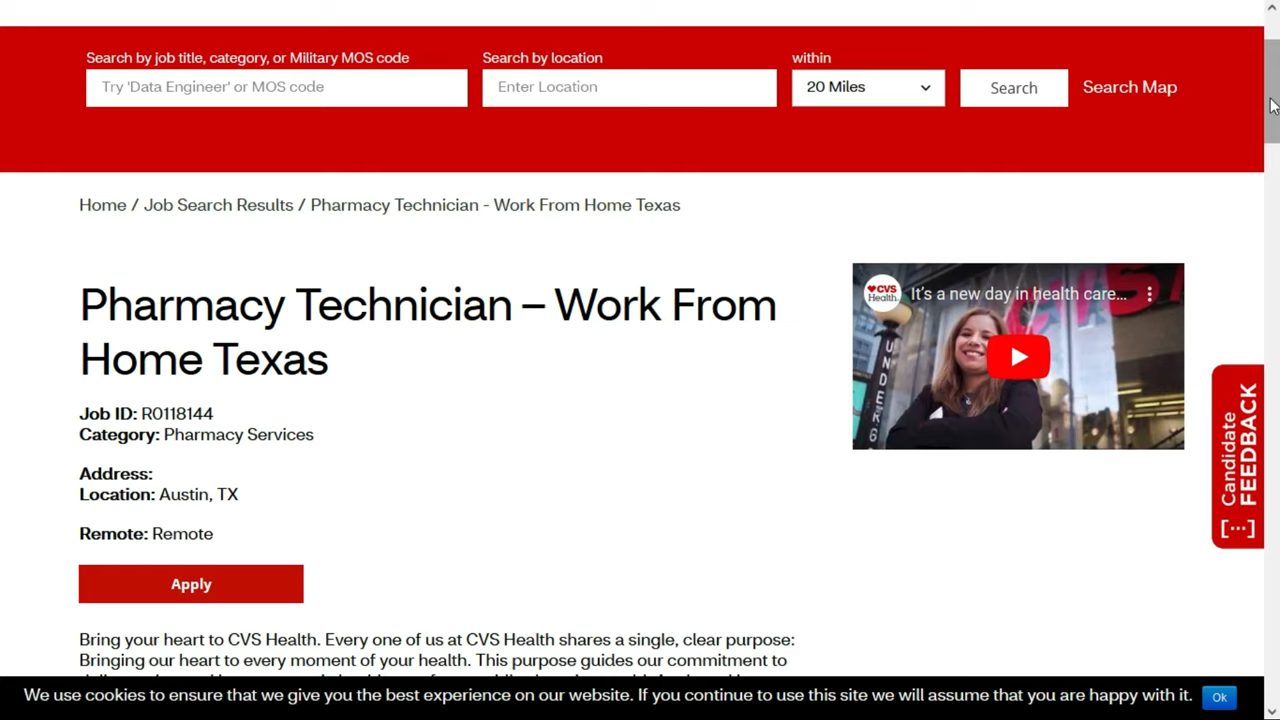 Search by job title, category, or Military MOS code
Search by location
within
Try 'Data Engineer' or MOS code
Enter Location
20 Miles
Search
Search Map
Home / Job Search Results / Pharmacy Technician - Work From Home Texas
Pharmacy Technician – Work From
Home Texas
CVS
Health.
It's a new day in health care...
UNDER
Job ID: R0118144
Category: Pharmacy Services
Address:
Location: Austin, TX
Remote: Remote
Apply
Candidate
FEEDBACK
[...]
Bring your heart to CVS Health. Every one of us at CVS Health shares a single, clear purpose:
Bringing our heart to every moment of your health. This purpose guides our commitment to
We use cookies to ensure that we give you the best experience on our website. If you continue to use this site we will assume that you are happy with it.
Ok